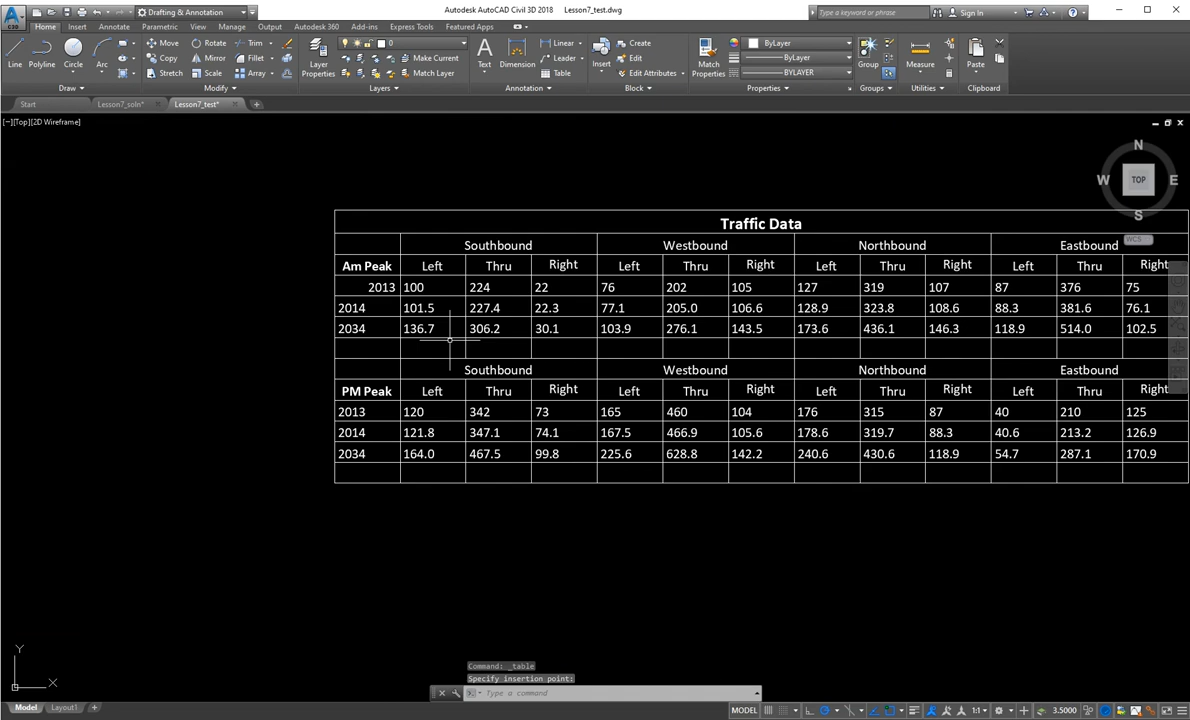 Autodesk AutoCAD Civil 3D 2018 Lesson7_test.dwg
Drafting & Annotation
Type a keyword or phrase
Sign In
Home Insert Annotate Parametric View Manage Output Autodesk 360 Add-ins Express Tools Featured Apps
Line Polyline Circle Arc
Move Rotate Trim
Copy Mirror Fillet
Stretch Scale Array
Layer Properties
0
Make Current
Match Layer
Text Dimension
Linear
Leader
Table
Insert
Create
Edit
Edit Attributes
Match Properties
ByLayer
ByLayer
BYLAYER
Group Measure Paste
Draw Modify Layers Annotation Block Properties Groups Utilities Clipboard
Start Lesson7_soln* Lesson7_test*
[−][Top][2D Wireframe]
N
W TOP E
S
WCS
Traffic Data
Southbound Westbound Northbound Eastbound
Am Peak Left Thru Right Left Thru Right Left Thru Right Left Thru Right
2013 100 224 22 76 202 105 127 319 107 87 376 75
2014 101.5 227.4 22.3 77.1 205.0 106.6 128.9 323.8 108.6 88.3 381.6 76.1
2034 136.7 306.2 30.1 103.9 276.1 143.5 173.6 436.1 146.3 118.9 514.0 102.5
Southbound Westbound Northbound Eastbound
PM Peak Left Thru Right Left Thru Right Left Thru Right Left Thru Right
2013 120 342 73 165 460 104 176 315 87 40 210 125
2014 121.8 347.1 74.1 167.5 466.9 105.6 178.6 319.7 88.3 40.6 213.2 126.9
2034 164.0 467.5 99.8 225.6 628.8 142.2 240.6 430.6 118.9 54.7 287.1 170.9
Y
X
Command: _table
Specify insertion point:
Type a command
Model Layout1
MODEL 1:1 3.5000